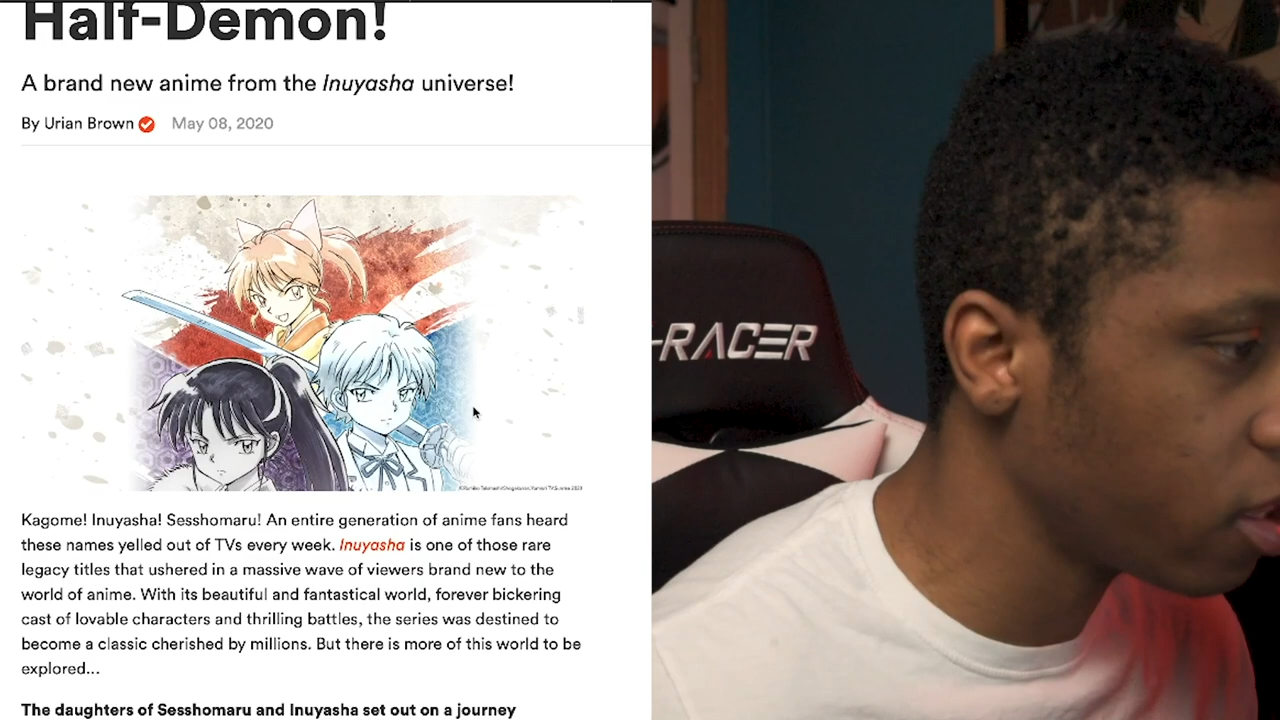 Half-Demon!
A brand new anime from the Inuyasha universe!
By Urian Brown May 08, 2020
Kagome! Inuyasha! Sesshomaru! An entire generation of anime fans heard
these names yelled out of TVs every week. Inuyasha is one of those rare
legacy titles that ushered in a massive wave of viewers brand new to the
world of anime. With its beautiful and fantastical world, forever bickering
cast of lovable characters and thrilling battles, the series was destined to
become a classic cherished by millions. But there is more of this world to be
explored...
The daughters of Sesshomaru and Inuyasha set out on a journey
-RACER